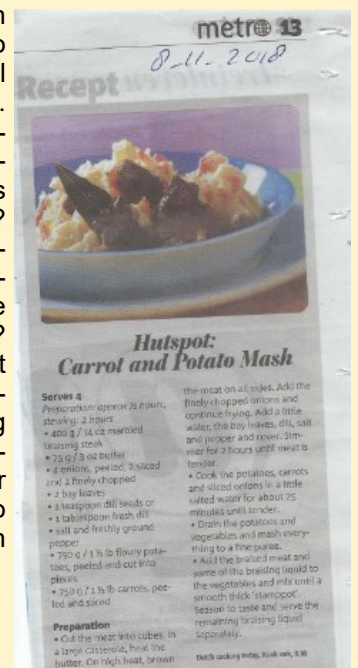 metro 13
8-11-2018
Recept
Hutspot:
Carrot and Potato Mash
Serves 4
Preparation: approx ½ hours,
stewing: 2 hours
• 400 g / 14 oz marbled
braising steak
• 75 g / 3 oz butter
• 4 onions, peeled, 2 sliced
and 2 finely chopped
• 2 bay leaves
• 1 teaspoon dill seeds or
• 1 tablespoon fresh dill
• salt and freshly ground
pepper
• 750 g / 1 ½ lb floury pota-
toes, peeled and cut into
pieces
• 750 g / 1 ½ lb carrots, pee-
led and sliced
Preparation
• Cut the meat into cubes. In
a large casserole, heat the
butter. On high heat, brown
the meat on all sides. Add the
finely chopped onions and
continue frying. Add a little
water, the bay leaves, dill, salt
and pepper and cover. Sim-
mer for 2 hours until meat is
tender.
• Cook the potatoes, carrots
and sliced onions in a little
salted water for about 25
minutes until tender.
• Drain the potatoes and
vegetables and mash every-
thing to a fine puree.
• Add the braised meat and
some of the braising liquid to
the vegetables and mix until a
smooth thick 'stamppot'.
Season to taste and serve the
remaining braising liquid
separately.
Dutch cooking today, Kook ook,